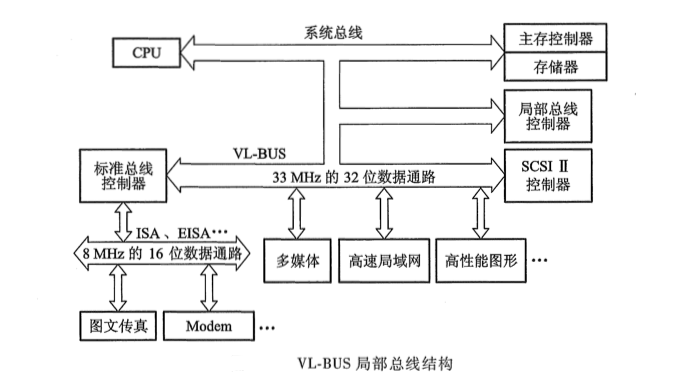 系统总线
CPU
主存控制器
存储器
局部总线
控制器
VL-BUS
标准总线
控制器
33 MHz 的 32 位数据通路
SCSI Ⅱ
控制器
ISA、EISA…
8 MHz 的 16 位数据通路
多媒体
高速局域网
高性能图形
…
图文传真
Modem
…
VL-BUS 局部总线结构